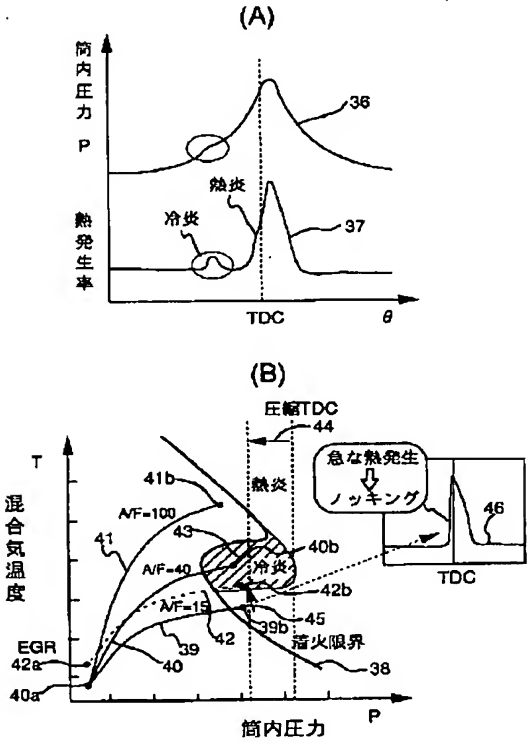 (A)
筒内圧力 P
36
熱炎
冷炎
熱発生率
37
TDC
θ
(B)
圧縮TDC
44
T
急な熱発生
ノッキング
41b
熱炎
46
A/F=100
43
40b
混合気温度
41
A/F=40
冷炎
TDC
42b
A/F=15
45
EGR
42
39b
42a
40
39
着火限界
40a
38
筒内圧力
P